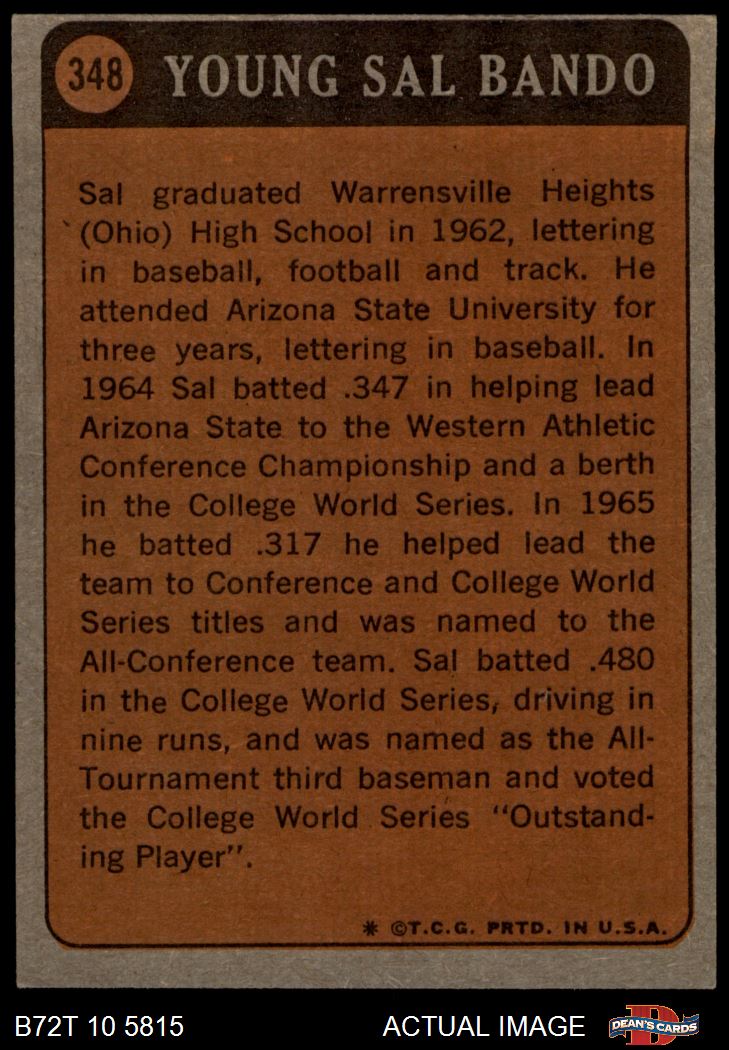 348 YOUNG SAL BANDO
Sal graduated Warrensville Heights
(Ohio) High School in 1962, lettering
in baseball, football and track. He
attended Arizona State University for
three years, lettering in baseball. In
1964 Sal batted .347 in helping lead
Arizona State to the Western Athletic
Conference Championship and a berth
in the College World Series. In 1965
he batted .317 he helped lead the
team to Conference and College World
Series titles and was named to the
All-Conference team. Sal batted .480
in the College World Series, driving in
nine runs, and was named as the All-
Tournament third baseman and voted
the College World Series "Outstand-
ing Player".
* ©T.C.G. PRTD. IN U.S.A.
B72T 10 5815 ACTUAL IMAGE DEAN'S CARDS